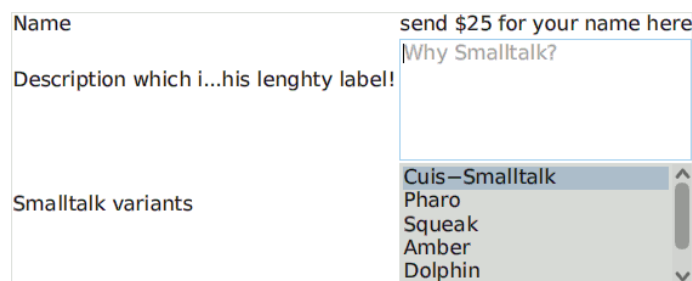 Name
send $25 for your name here
Why Smalltalk?
Description which i...his lenghty label!
Smalltalk variants
Cuis−Smalltalk
Pharo
Squeak
Amber
Dolphin